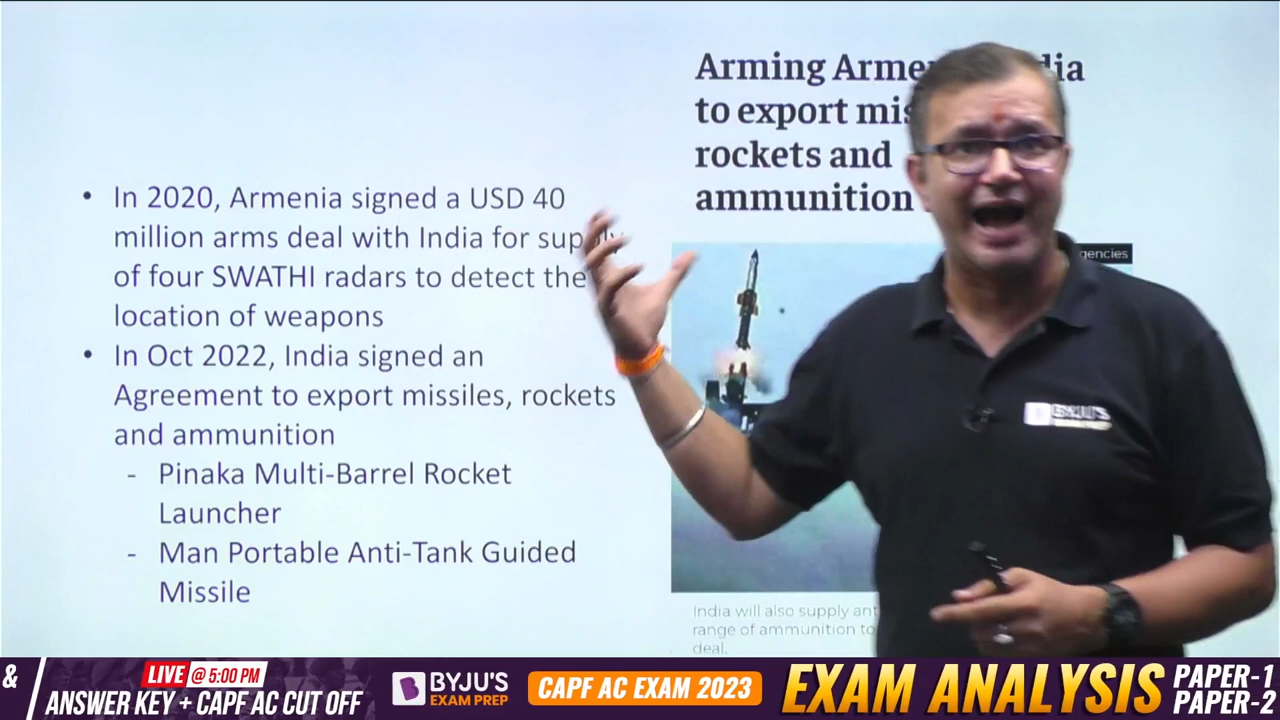 Arming Arme dia
to export mis
rockets and
ammunition
• In 2020, Armenia signed a USD 40
million arms deal with India for supply
of four SWATHI radars to detect the
location of weapons
• In Oct 2022, India signed an
Agreement to export missiles, rockets
and ammunition
- Pinaka Multi-Barrel Rocket
Launcher
- Man Portable Anti-Tank Guided
Missile
gencies
India will also supply ant
range of ammunition to
deal.
BYJU'S
&
LIVE @ 5:00 PM
ANSWER KEY + CAPF AC CUT OFF
BYJU'S
EXAM PREP
CAPF AC EXAM 2023
EXAM ANALYSIS
PAPER-1
PAPER-2